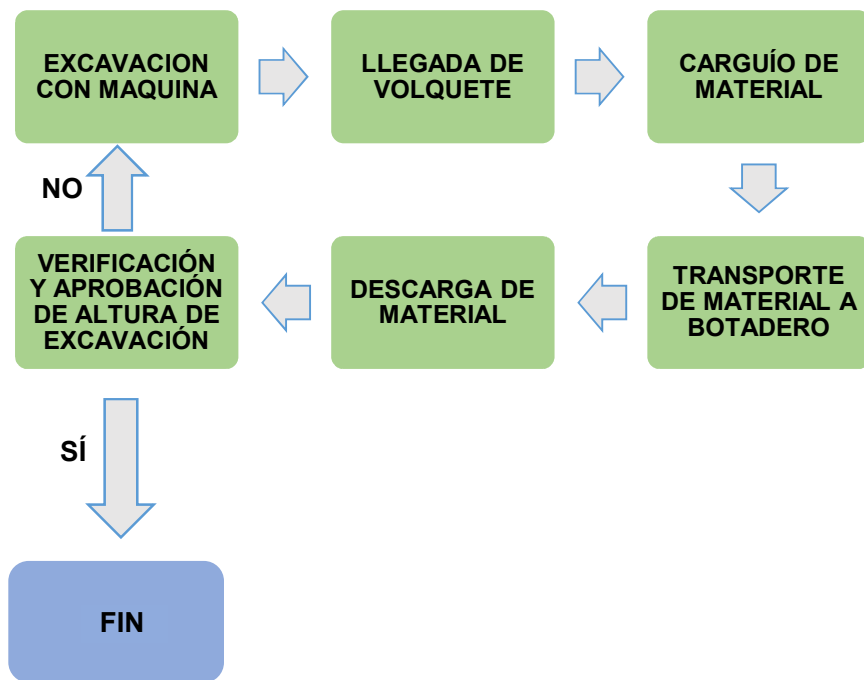 EXCAVACION
CON MAQUINA
LLEGADA DE
VOLQUETE
CARGUÍO DE
MATERIAL
NO
VERIFICACIÓN
Y APROBACIÓN
DE ALTURA DE
EXCAVACIÓN
DESCARGA DE
MATERIAL
TRANSPORTE
DE MATERIAL A
BOTADERO
SÍ
FIN